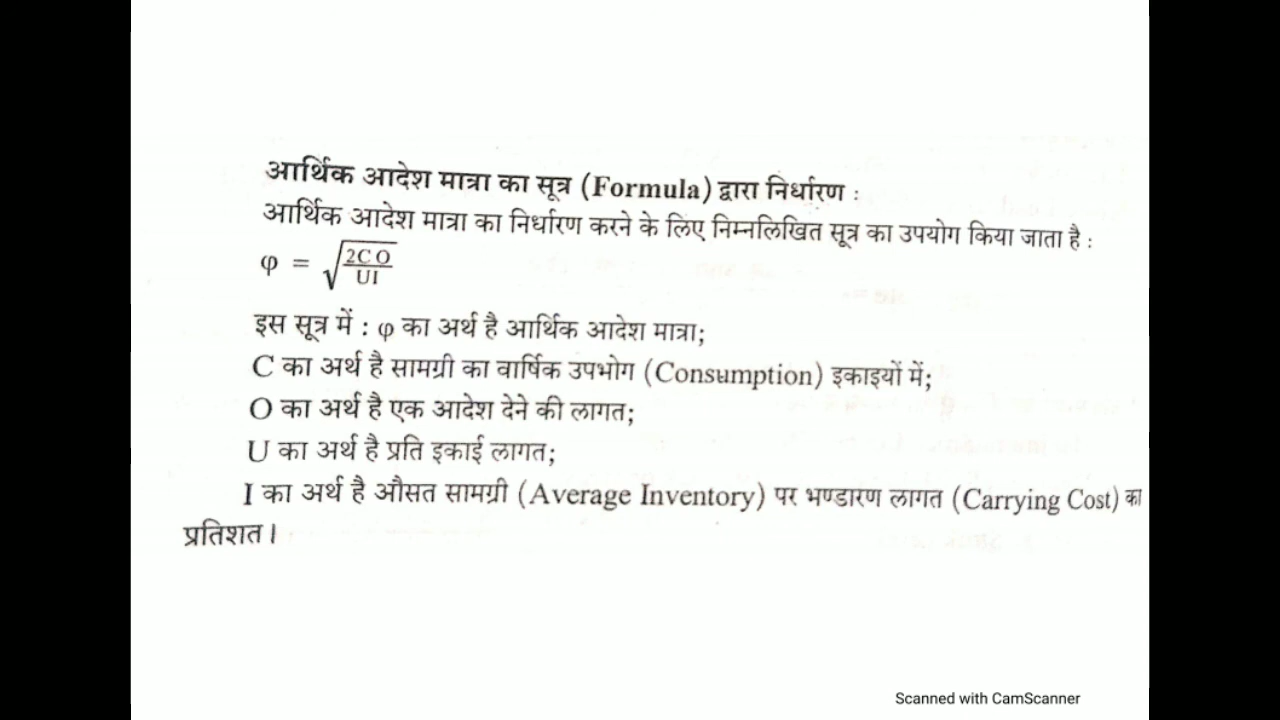 आर्थिक आदेश मात्रा का सूत्र (Formula) द्वारा निर्धारण :
आर्थिक आदेश मात्रा का निर्धारण करने के लिए निम्नलिखित सूत्र का उपयोग किया जाता है :
φ = √2C O/UI
इस सूत्र में : φ का अर्थ है आर्थिक आदेश मात्रा;
C का अर्थ है सामग्री का वार्षिक उपभोग (Consumption) इकाइयों में;
O का अर्थ है एक आदेश देने की लागत;
U का अर्थ है प्रति इकाई लागत;
I का अर्थ है औसत सामग्री (Average Inventory) पर भण्डारण लागत (Carrying Cost) का
प्रतिशत।
Scanned with CamScanner